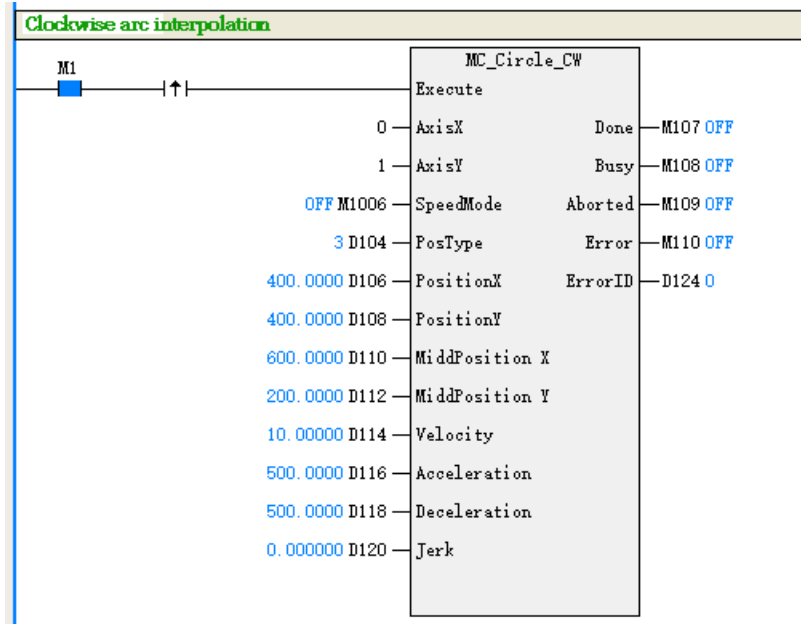 Clockwise arc interpolation
MC_Circle_CW
M1
Execute
0 AxisX Done M107 OFF
1 AxisY Busy M108 OFF
OFF M1006 SpeedMode Aborted M109 OFF
3 D104 PosType Error M110 OFF
400.0000 D106 PositionX ErrorID D124 0
400.0000 D108 PositionY
600.0000 D110 MiddPosition X
200.0000 D112 MiddPosition Y
10.00000 D114 Velocity
500.0000 D116 Acceleration
500.0000 D118 Deceleration
0.000000 D120 Jerk